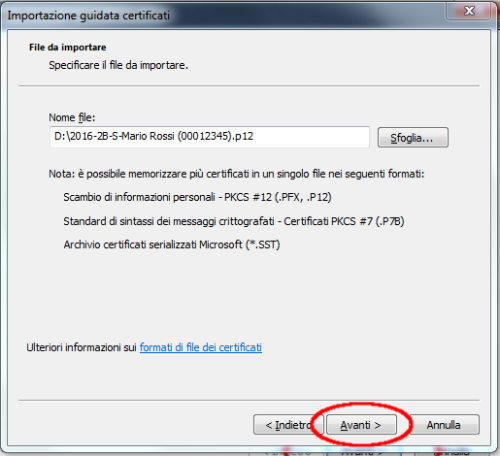 Importazione guidata certificati
File da importare
Specificare il file da importare.
Nome file:
D:\2016-2B-S-Mario Rossi (00012345).p12
Sfoglia...
Nota: è possibile memorizzare più certificati in un singolo file nei seguenti formati:
Scambio di informazioni personali - PKCS #12 (.PFX, .P12)
Standard di sintassi dei messaggi crittografati - Certificati PKCS #7 (.P7B)
Archivio certificati serializzati Microsoft (*.SST)
Ulteriori informazioni sui formati di file dei certificati
< Indietro Avanti > Annulla